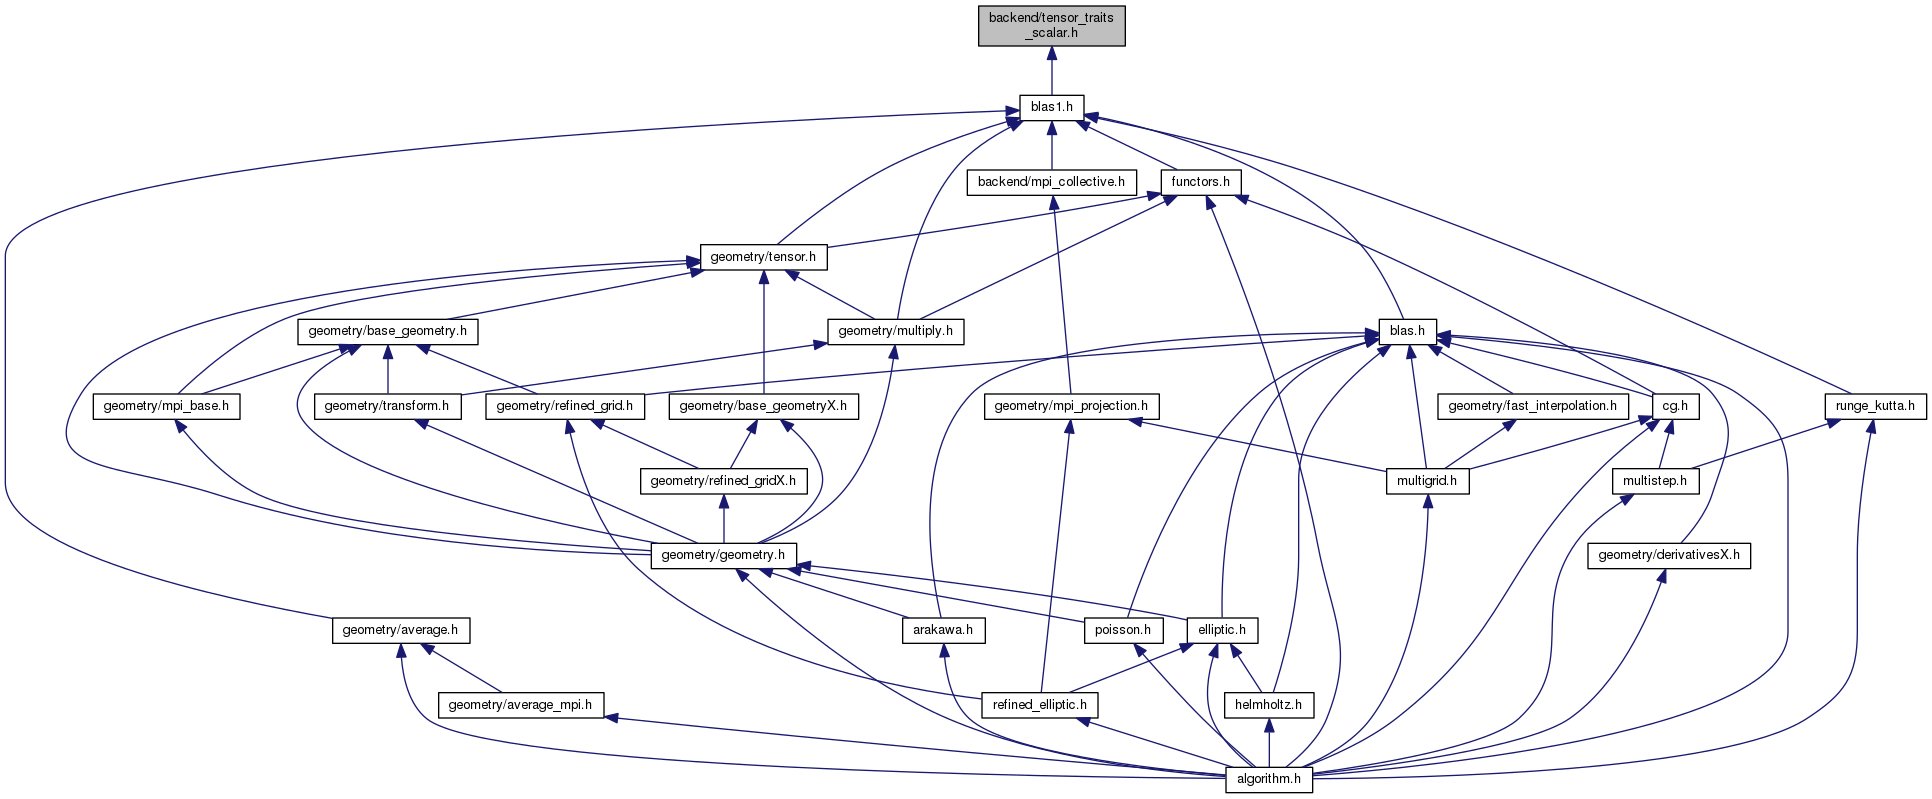 backend/tensor_traits
_scalar.h
blas1.h
backend/mpi_collective.h
functors.h
geometry/tensor.h
geometry/base_geometry.h
geometry/multiply.h
blas.h
geometry/mpi_base.h
geometry/transform.h
geometry/refined_grid.h
geometry/base_geometryX.h
geometry/mpi_projection.h
geometry/fast_interpolation.h
cg.h
runge_kutta.h
geometry/refined_gridX.h
multigrid.h
multistep.h
geometry/geometry.h
geometry/derivativesX.h
geometry/average.h
arakawa.h
poisson.h
elliptic.h
geometry/average_mpi.h
refined_elliptic.h
helmholtz.h
algorithm.h